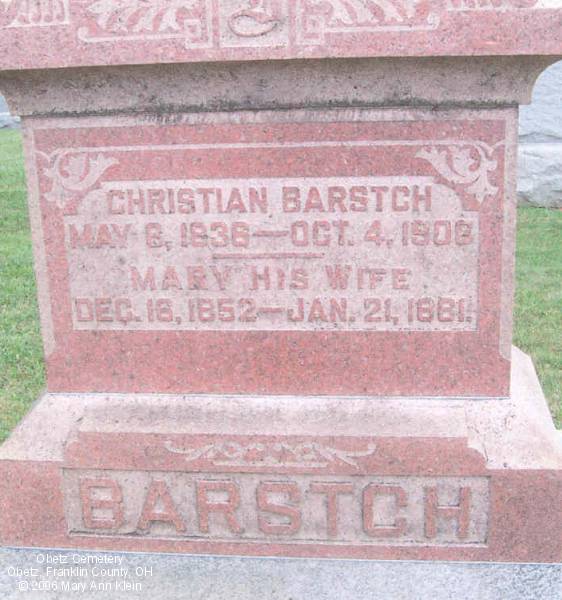 CHRISTIAN BARSTCH
MAY 6, 1836—OCT. 4, 1906
MARY HIS WIFE
DEC. 16, 1852—JAN. 21, 1881.
BARSTCH
Obetz Cemetery
Obetz, Franklin County, OH
© 2006 Mary Ann Klein